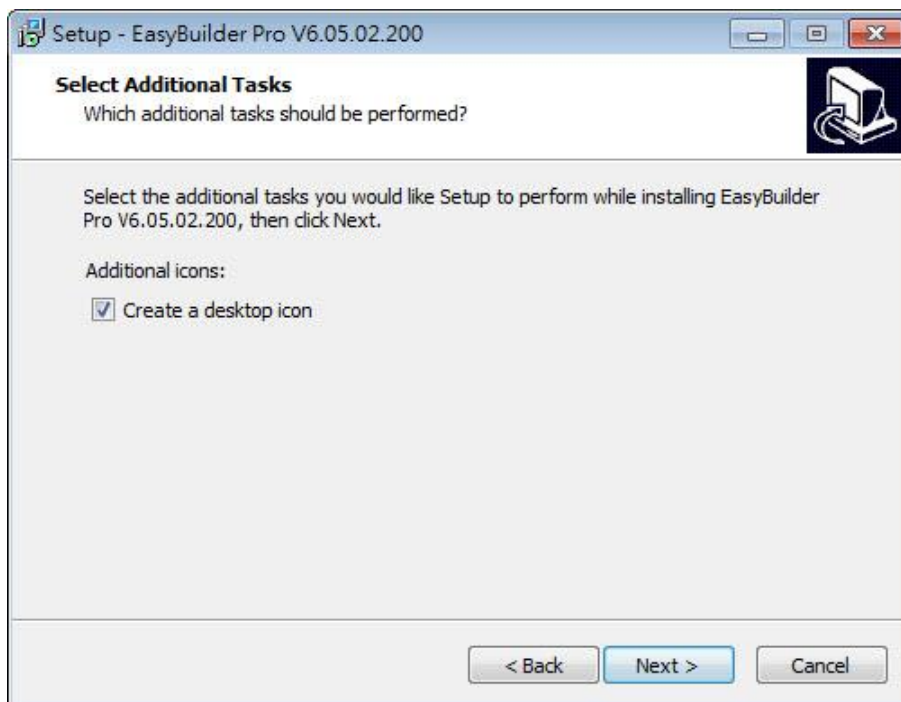 Setup - EasyBuilder Pro V6.05.02.200
Select Additional Tasks
Which additional tasks should be performed?
Select the additional tasks you would like Setup to perform while installing EasyBuilder
Pro V6.05.02.200, then click Next.
Additional icons:
Create a desktop icon
< Back
Next >
Cancel